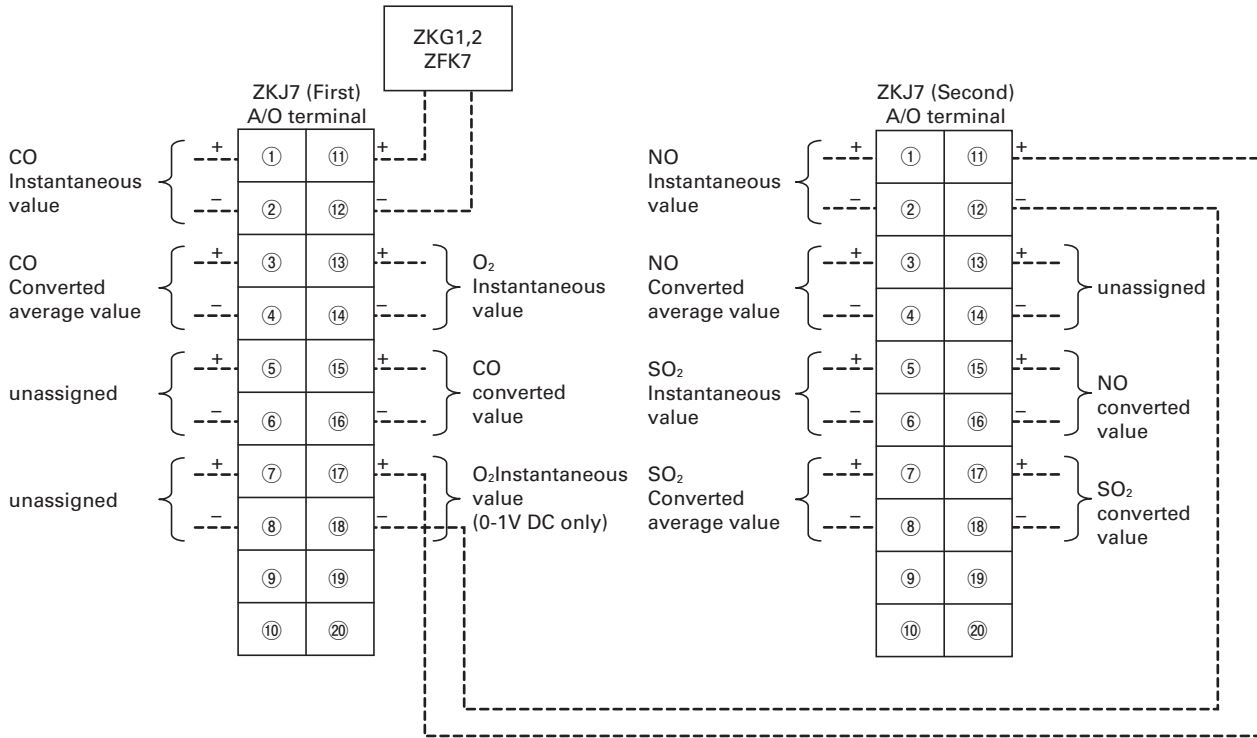 ZKG1,2
ZFK7
ZKJ7 (First)
A/O terminal
CO
Instantaneous
value
+
① ⑪
+
–
② ⑫
–
CO
Converted
average value
+
③ ⑬
+
–
④ ⑭
–
O₂
Instantaneous
value
unassigned
+
⑤ ⑮
+
–
⑥ ⑯
–
CO
converted
value
unassigned
+
⑦ ⑰
+
–
⑧ ⑱
–
O₂Instantaneous
value
(0-1V DC only)
⑨ ⑲
⑩ ⑳
ZKJ7 (Second)
A/O terminal
NO
Instantaneous
value
+
① ⑪
+
–
② ⑫
–
NO
Converted
average value
+
③ ⑬
+
–
④ ⑭
–
unassigned
SO₂
Instantaneous
value
+
⑤ ⑮
+
–
⑥ ⑯
–
NO
converted
value
SO₂
Converted
average value
+
⑦ ⑰
+
–
⑧ ⑱
–
SO₂
converted
value
⑨ ⑲
⑩ ⑳